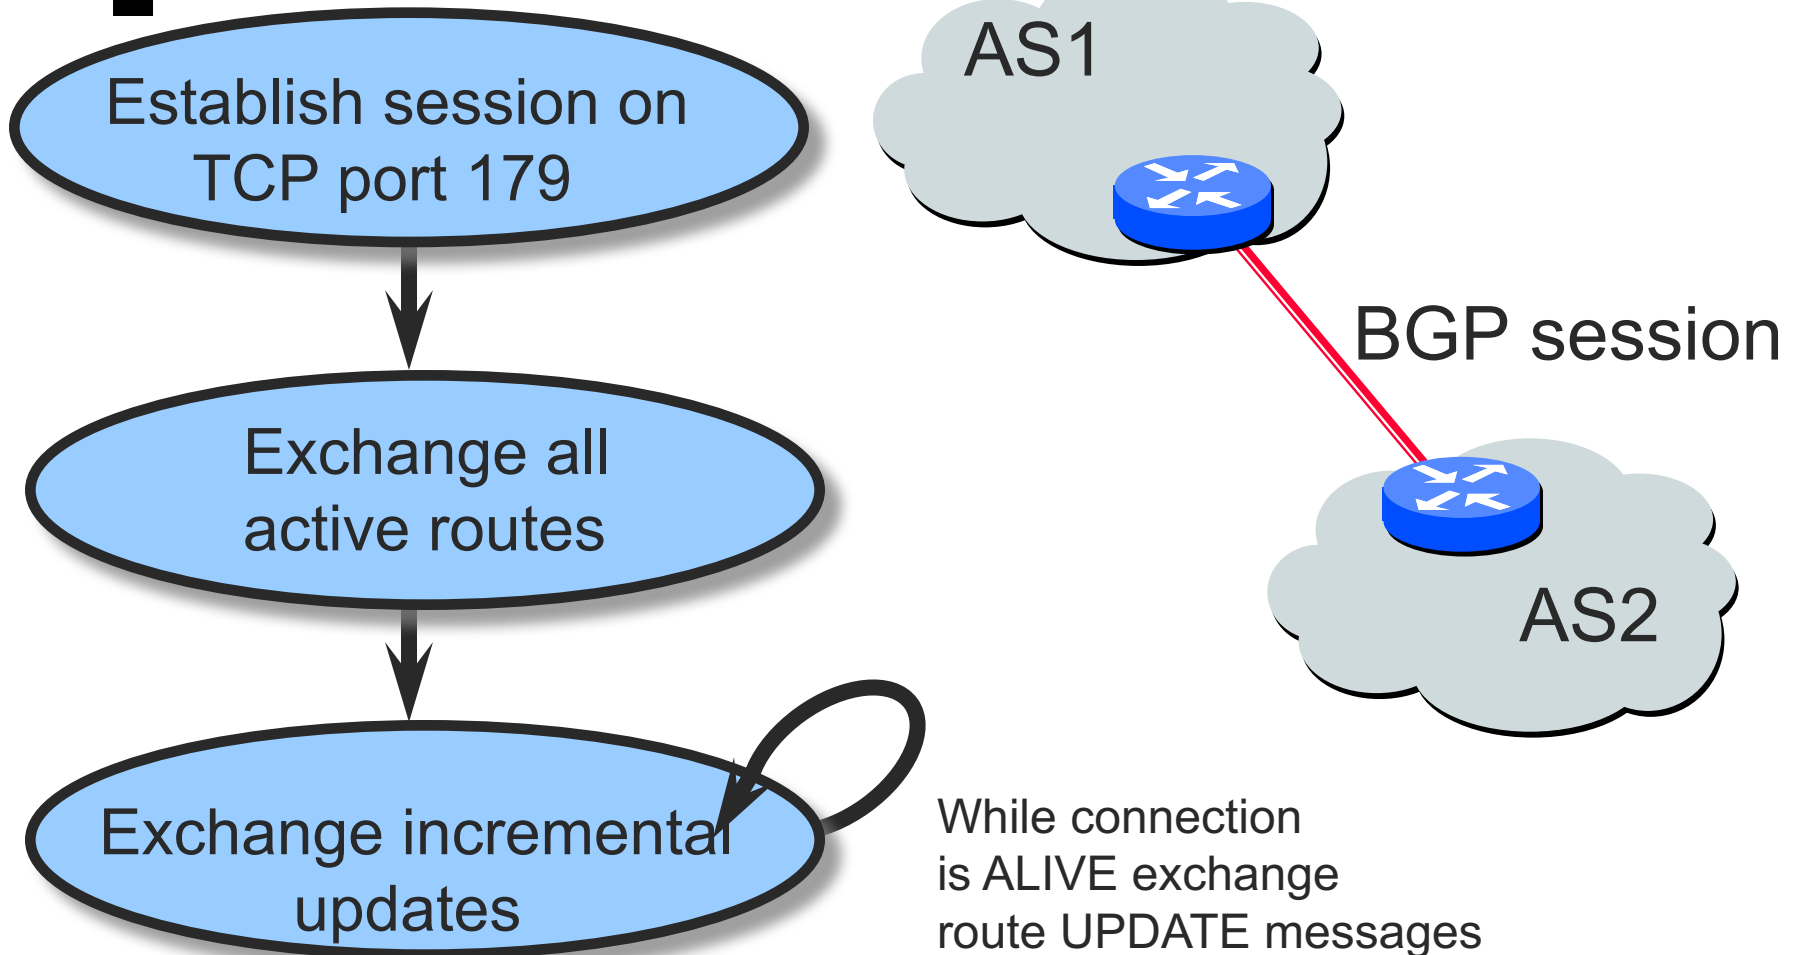 Establish session on
TCP port 179
Exchange all
active routes
Exchange incremental
updates
AS1
BGP session
AS2
While connection
is ALIVE exchange
route UPDATE messages